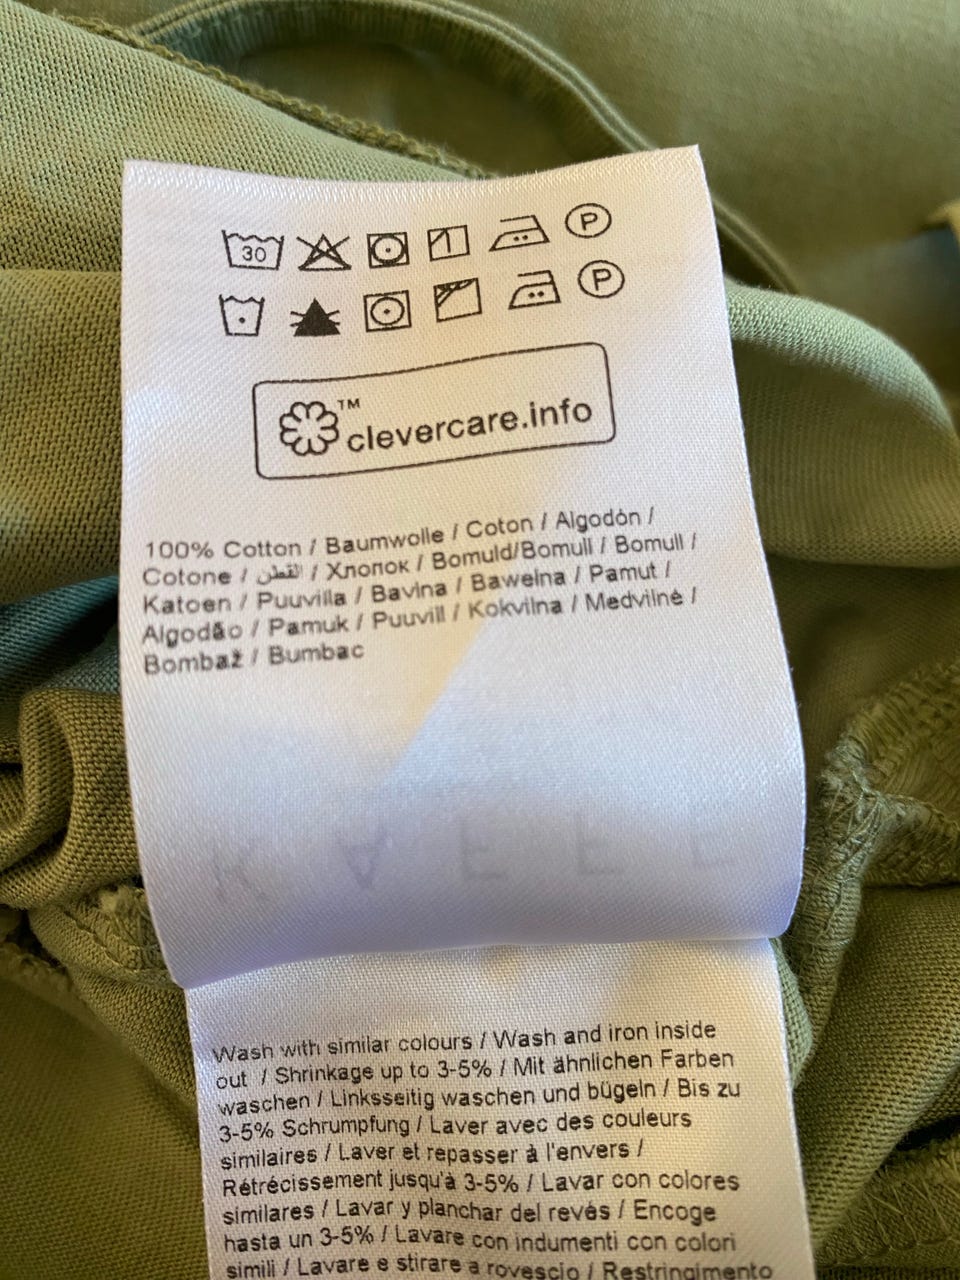 30 P
P
™
clevercare.info
100% Cotton / Baumwolle / Coton / Algodón /
Cotone / القطن / Хлопок / Bomuld/Bomull / Bomull /
Katoen / Puuvilla / Bavlna / Bawełna / Pamut /
Algodão / Pamuk / Puuvill / Kokvilna / Medvilnė /
Bombaž / Bumbac
Wash with similar colours / Wash and iron inside
out / Shrinkage up to 3-5% / Mit ähnlichen Farben
waschen / Linksseitig waschen und bügeln / Bis zu
3-5% Schrumpfung / Laver avec des couleurs
similaires / Laver et repasser à l'envers /
Rétrécissement jusqu'à 3-5% / Lavar con colores
similares / Lavar y planchar del revés / Encoge
hasta un 3-5% / Lavare con indumenti con colori
simili / Lavare e stirare a rovescio / Restringimento